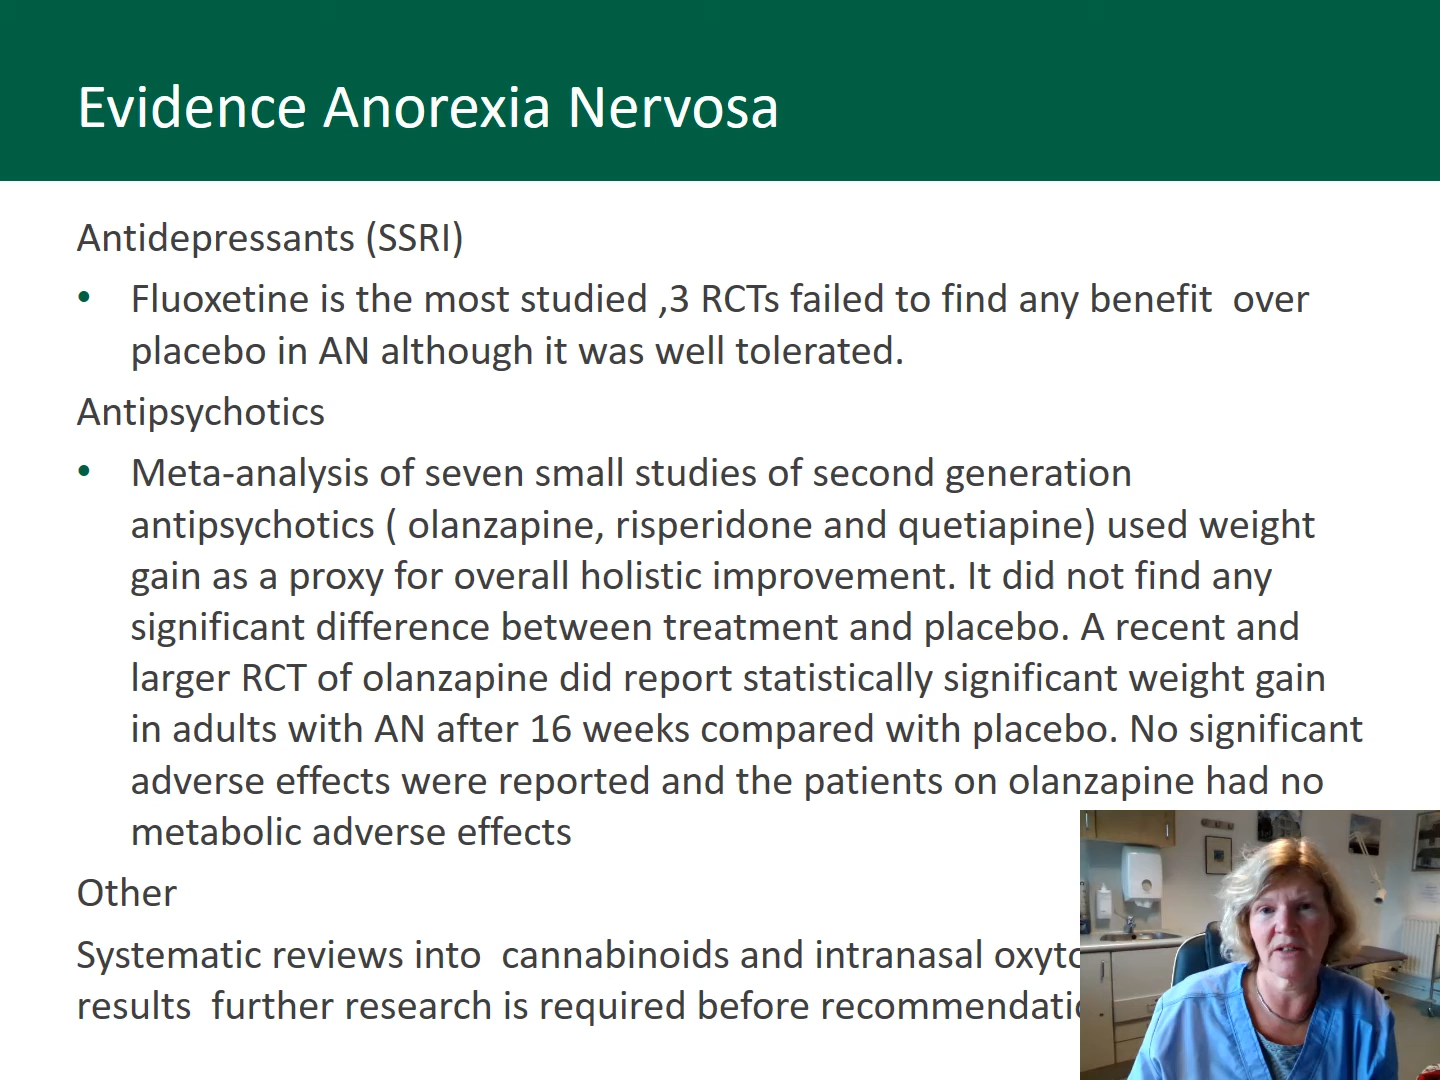 Evidence Anorexia Nervosa
Antidepressants (SSRI)
• Fluoxetine is the most studied ,3 RCTs failed to find any benefit  over
placebo in AN although it was well tolerated.
Antipsychotics
• Meta-analysis of seven small studies of second generation
antipsychotics ( olanzapine, risperidone and quetiapine) used weight
gain as a proxy for overall holistic improvement. It did not find any
significant difference between treatment and placebo. A recent and
larger RCT of olanzapine did report statistically significant weight gain
in adults with AN after 16 weeks compared with placebo. No significant
adverse effects were reported and the patients on olanzapine had no
metabolic adverse effects
Other
Systematic reviews into  cannabinoids and intranasal
results  further research is required before